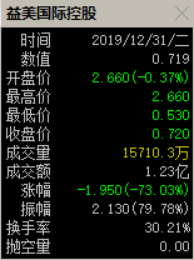 益美国际控股
时间 2019/12/31/二
数值 0.719
开盘价 2.660(-0.37%)
最高价 2.660
最低价 0.530
收盘价 0.720
成交量 15710.3万
成交额 1.23亿
涨幅 -1.950(-73.03%)
振幅 2.130(79.78%)
换手率 30.21%
抛空量 0.00